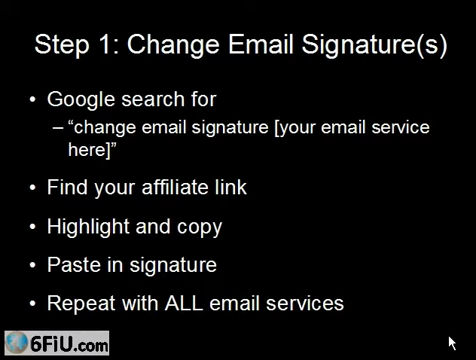 Step 1: Change Email Signature(s)
• Google search for
– “change email signature [your email service
here]”
• Find your affiliate link
• Highlight and copy
• Paste in signature
• Repeat with ALL email services
6FiU.com